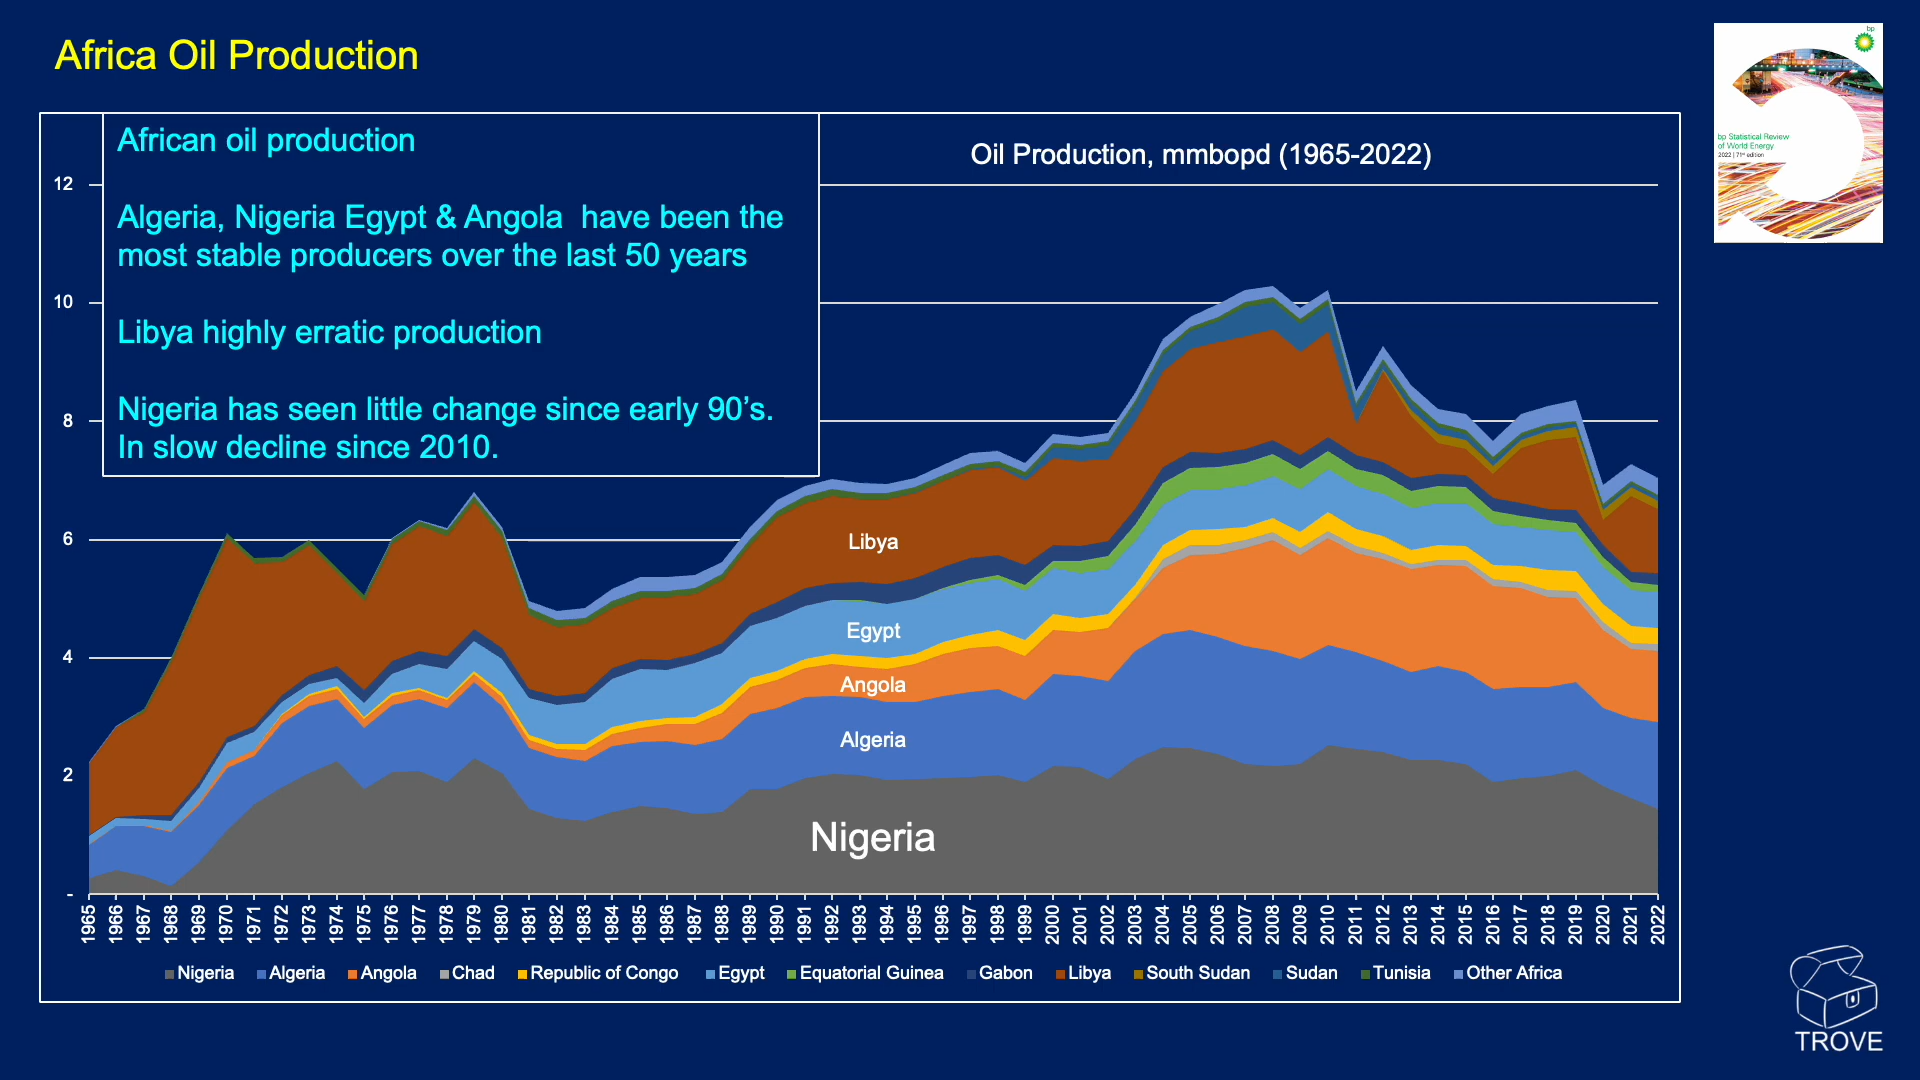 Africa Oil Production
bp
bp Statistical Review
of World Energy
2022 | 71st edition
African oil production
Algeria, Nigeria Egypt & Angola  have been the
most stable producers over the last 50 years
Libya highly erratic production
Nigeria has seen little change since early 90’s.
In slow decline since 2010.
Oil Production, mmbopd (1965-2022)
12
10
8
6
4
2
-
Libya
Egypt
Angola
Algeria
Nigeria
1965 1966 1967 1968 1969 1970 1971 1972 1973 1974 1975 1976 1977 1978 1979 1980 1981 1982 1983 1984 1985 1986 1987 1988 1989 1990 1991 1992 1993 1994 1995 1996 1997 1998 1999 2000 2001 2002 2003 2004 2005 2006 2007 2008 2009 2010 2011 2012 2013 2014 2015 2016 2017 2018 2019 2020 2021 2022
Nigeria Algeria Angola Chad Republic of Congo Egypt Equatorial Guinea Gabon Libya South Sudan Sudan Tunisia Other Africa
TROVE